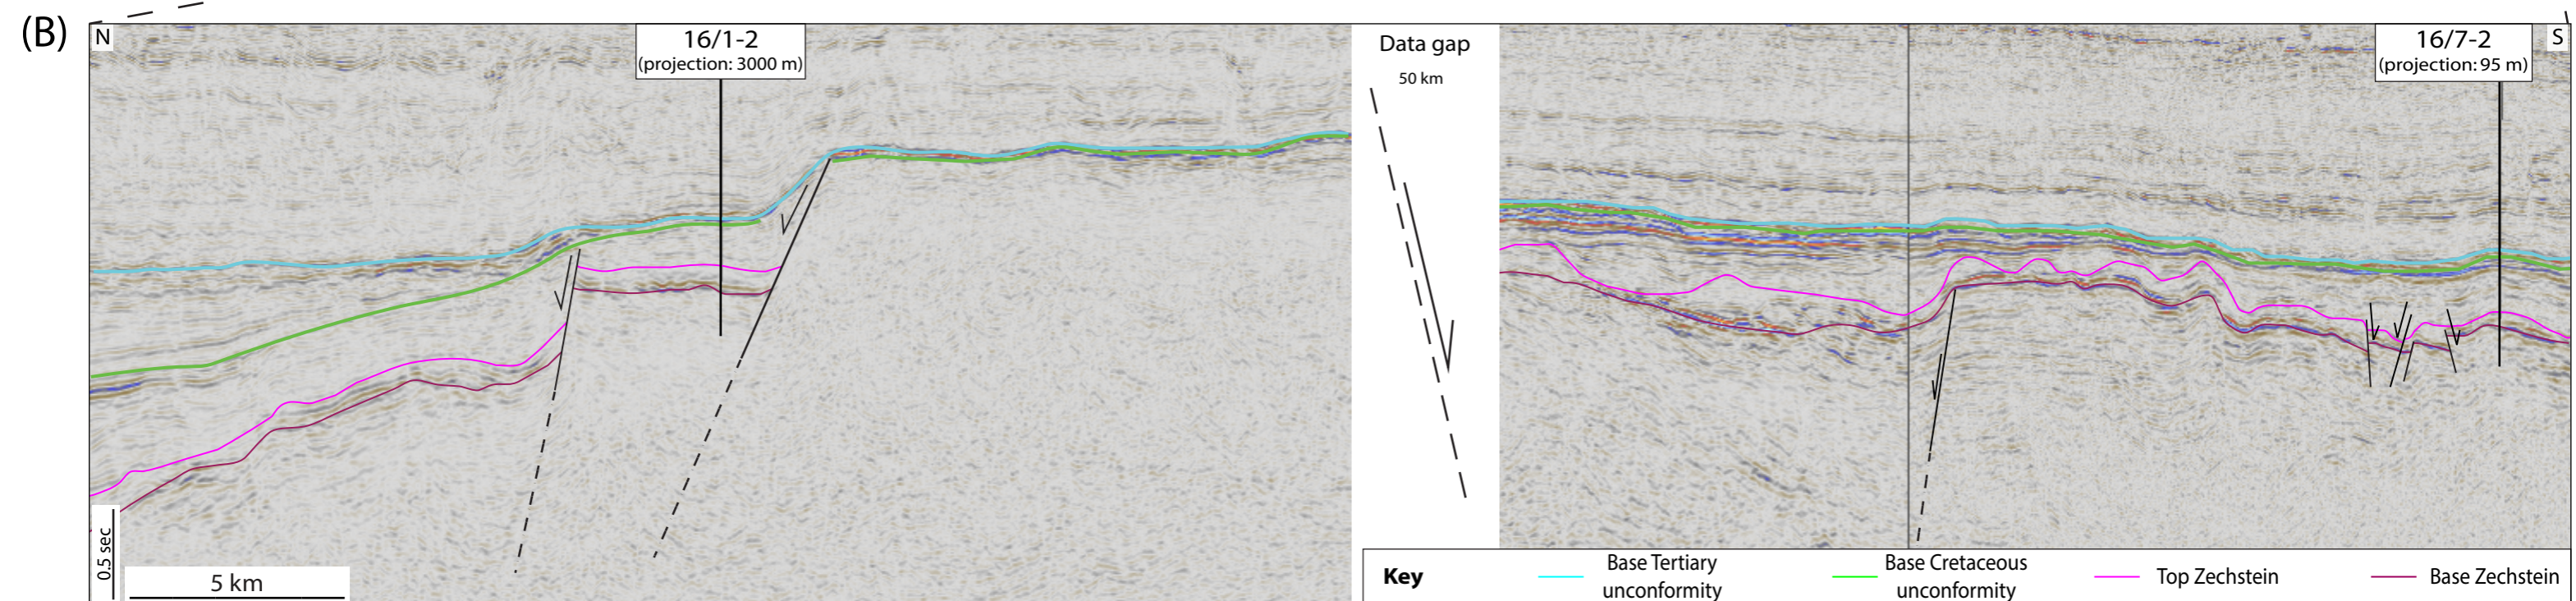 (B)
N
16/1-2
(projection: 3000 m)
Data gap
50 km
16/7-2
(projection: 95 m)
S
0.5 sec
5 km
Key
Base Tertiary
unconformity
Base Cretaceous
unconformity
Top Zechstein
Base Zechstein